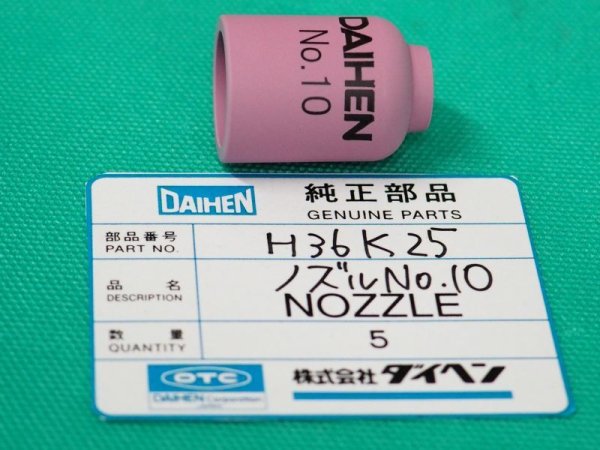 DAIHEN
No.10
DAIHEN 純正部品
GENUINE PARTS
部品番号
PART NO. H36K25
品 名 ノズルNo.10
DESCRIPTION NOZZLE
数 量
QUANTITY 5
OTC
DAIHEN Corporation
株式会社 ダイヘン